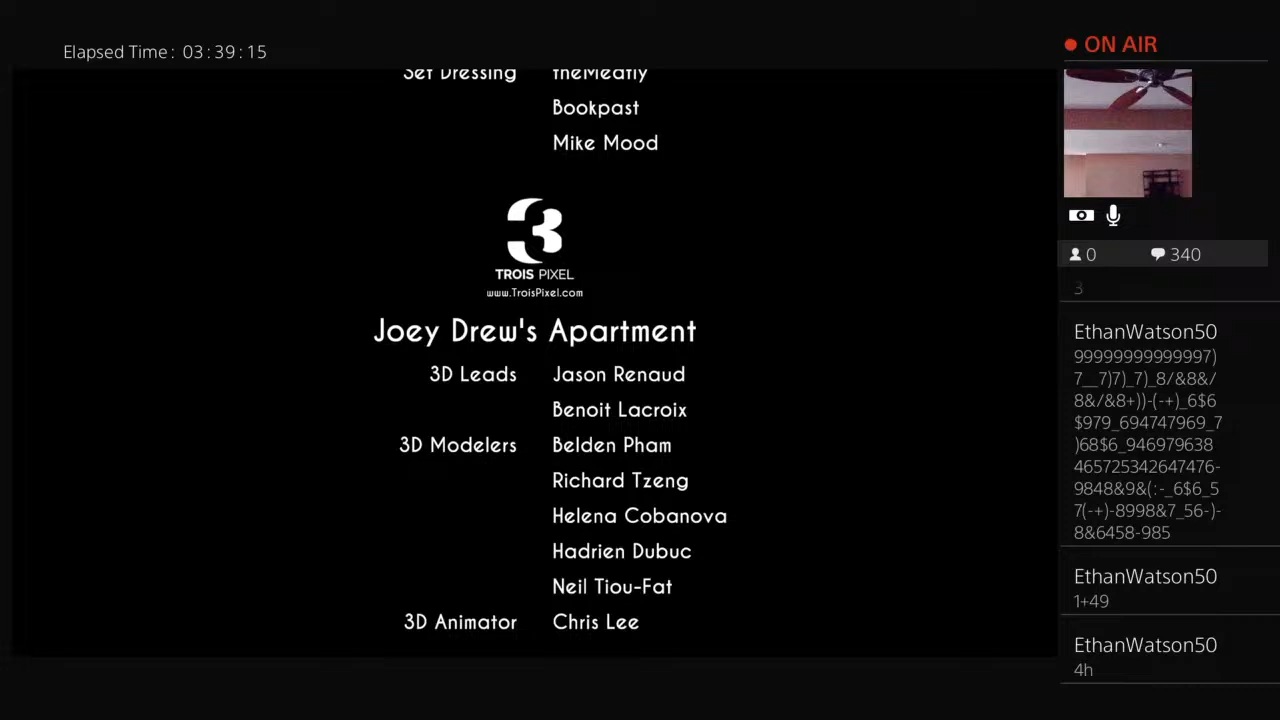 Elapsed Time: 03:39:15
ON AIR
Set Dressing theMeatly
Bookpast
Mike Mood
3
TROIS PIXEL
www.TroisPixel.com
Joey Drew's Apartment
3D Leads Jason Renaud
Benoit Lacroix
3D Modelers Belden Pham
Richard Tzeng
Helena Cobanova
Hadrien Dubuc
Neil Tiou-Fat
3D Animator Chris Lee
0 340
3
EthanWatson50
99999999999997)
7__7)7)_7)_8/&8&/
8&/&8+))-(-+)_6$6
$979_694747969_7
)68$6_946979638
465725342647476-
9848&9&(:-_6$6_5
7(-+)-8998&7_56-)-
8&6458-985
EthanWatson50
1+49
EthanWatson50
4h